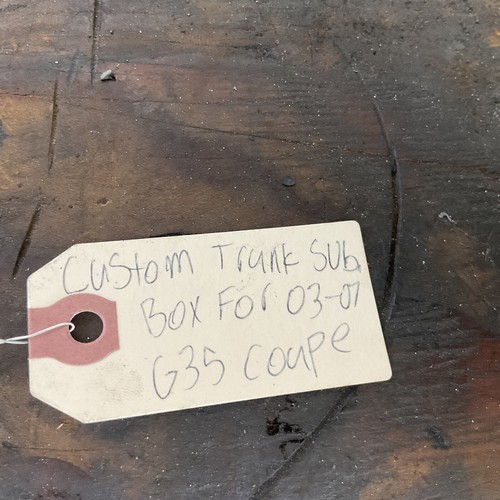 Custom Trunk Sub
Box For 03-07
G35 Coupe